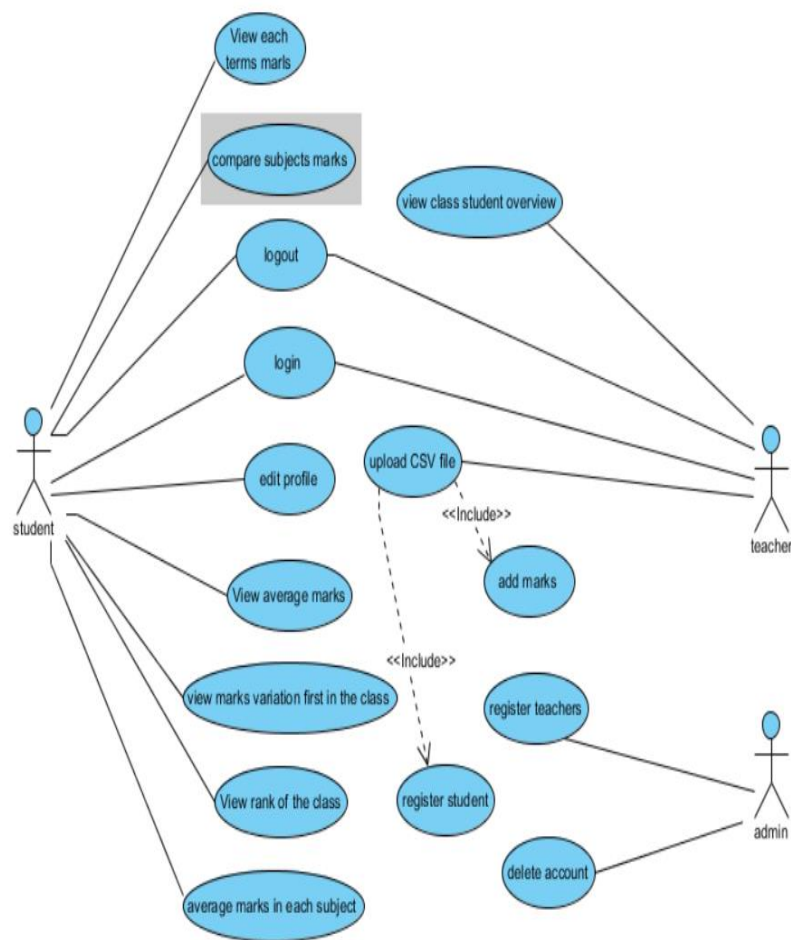 View each
terms marls
compare subjects marks
view class student overview
logout
login
upload CSV file
edit profile
<<Include>>
student
teacher
add marks
View average marks
<<Include>>
view marks variation first in the class
register teachers
View rank of the class
register student
admin
delete account
average marks in each subject